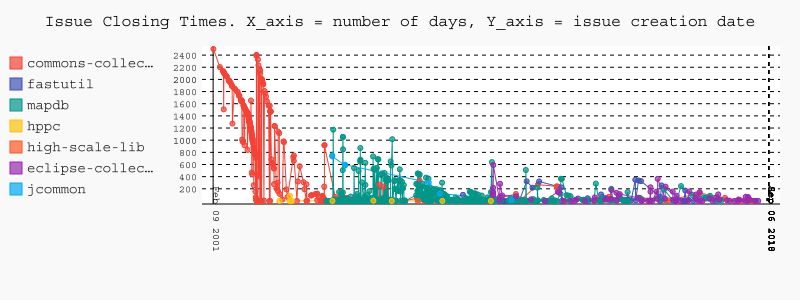 Issue Closing Times. X_axis = number of days, Y_axis = issue creation date
commons-collec…
fastutil
mapdb
hppc
high-scale-lib
eclipse-collec…
jcommon
2400
2200
2000
1800
1600
1400
1200
1000
800
600
400
200
Feb 09 2001
Sep 06 2018